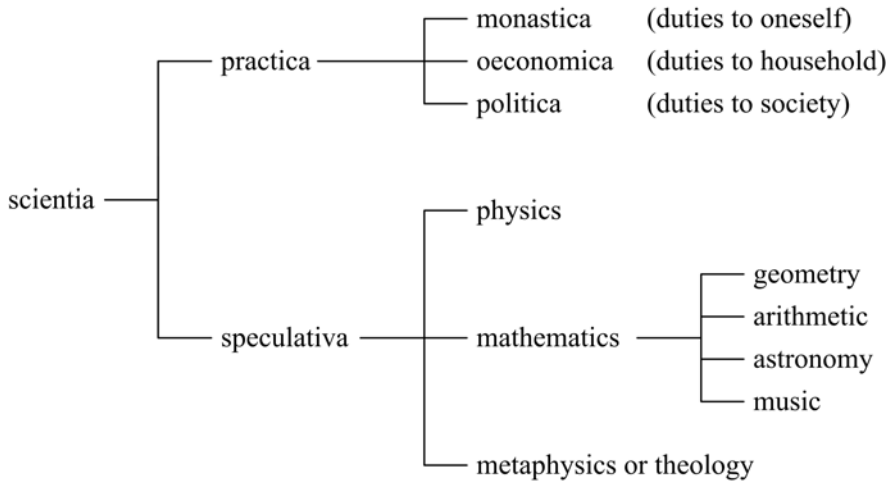 monastica (duties to oneself)
practica oeconomica (duties to household)
politica (duties to society)
scientia
physics
geometry
arithmetic
speculativa mathematics
astronomy
music
metaphysics or theology